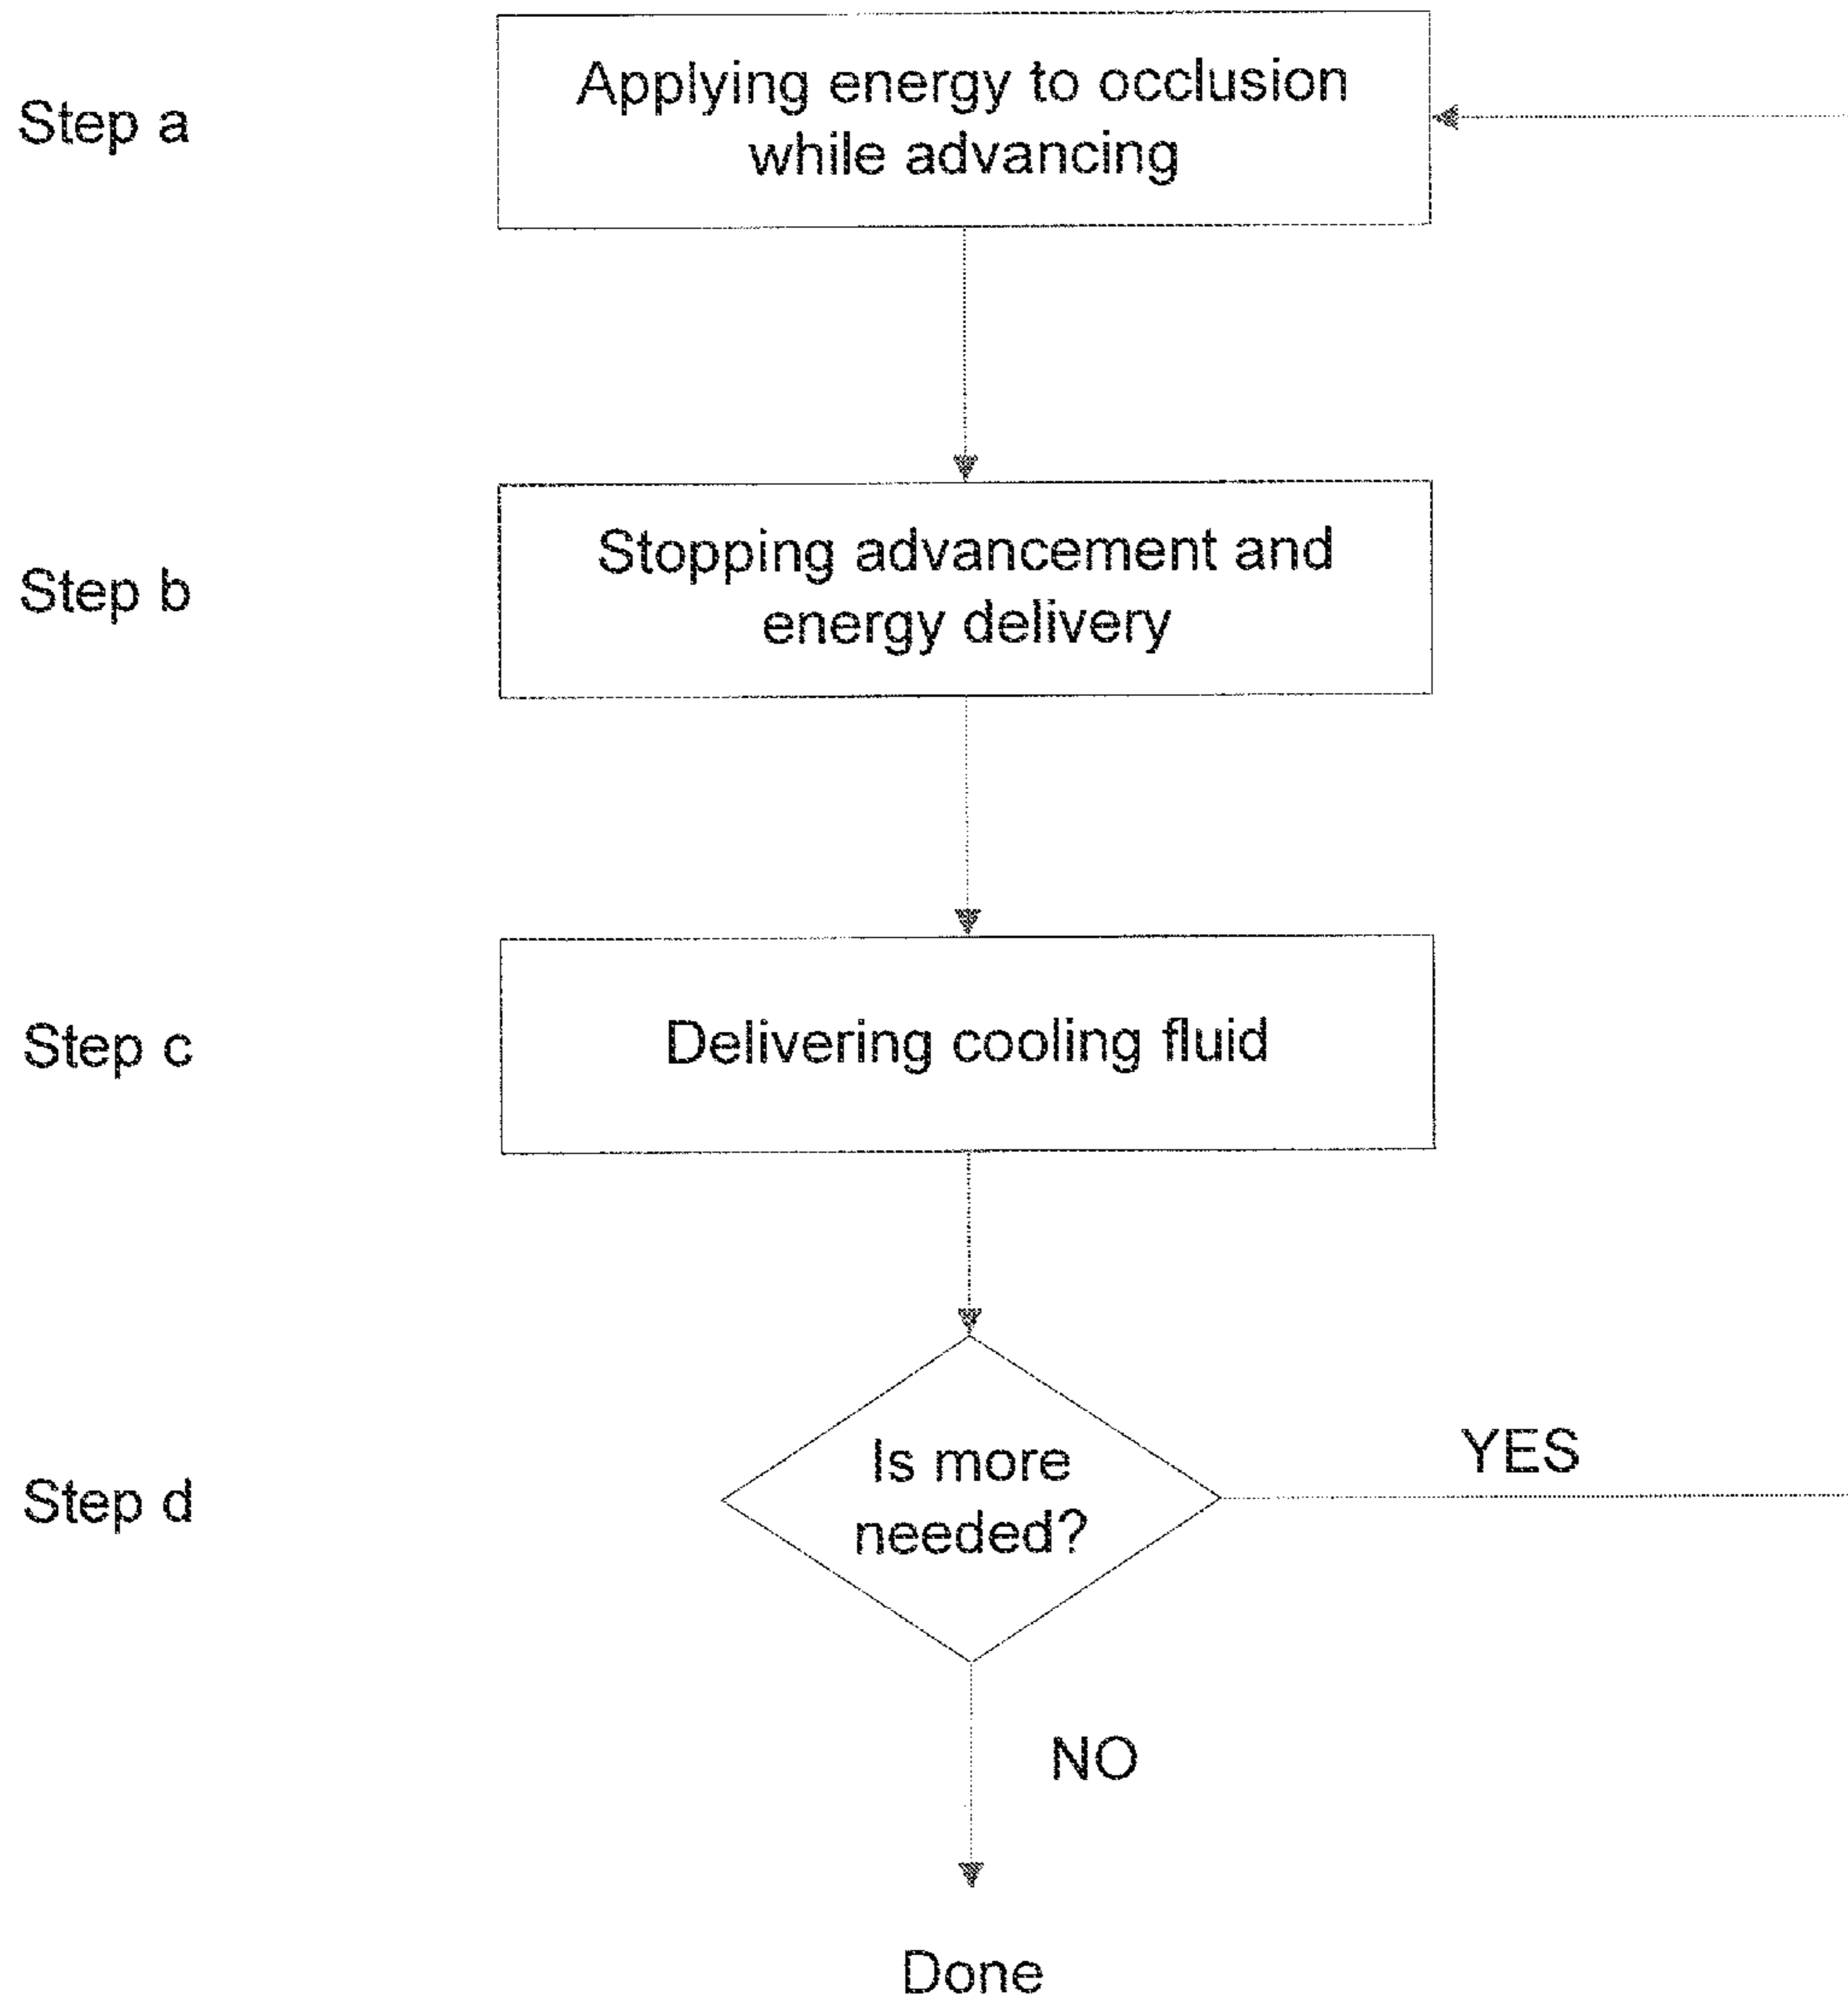 Step a
Applying energy to occlusion
while advancing
Step b
Stopping advancement and
energy delivery
Step c
Delivering cooling fluid
Step d
Is more
needed?
YES
NO
Done